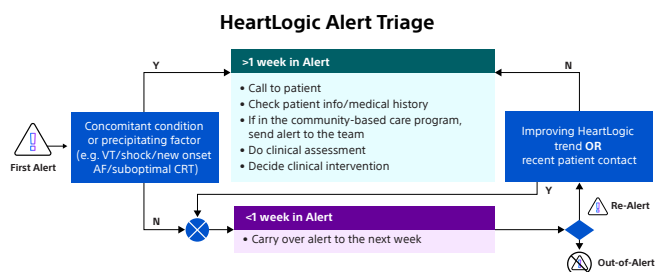 HeartLogic Alert Triage
Y
>1 week in Alert
N
• Call to patient
• Check patient info/medical history
• If in the community-based care program,
send alert to the team
• Do clinical assessment
• Decide clinical intervention
First Alert
Concomitant condition
or precipitating factor
(e.g. VT/shock/new onset
AF/suboptimal CRT)
Improving HeartLogic
trend OR
recent patient contact
Y
N
<1 week in Alert
• Carry over alert to the next week
Re-Alert
Out-of-Alert